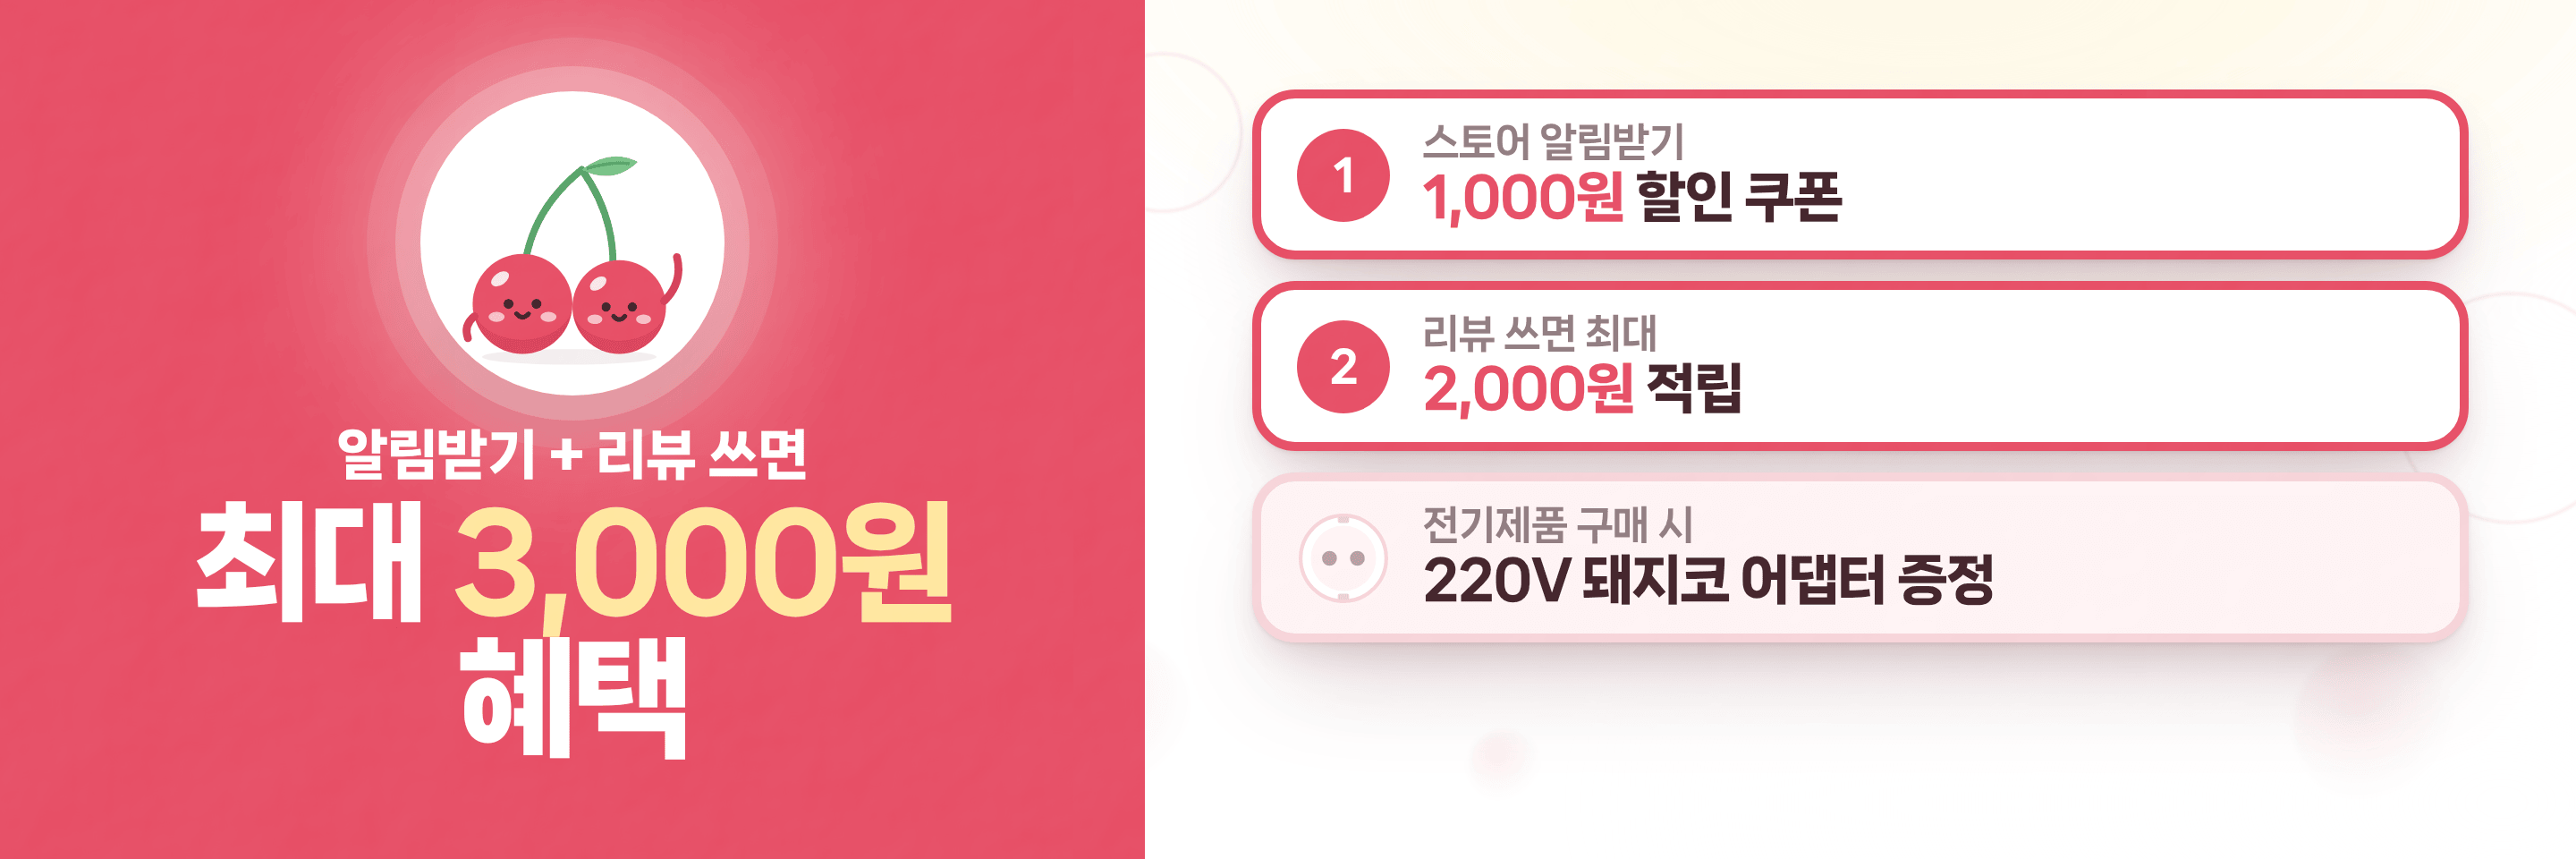 알림받기 + 리뷰 쓰면
최대 3,000원
혜택
1
스토어 알림받기
1,000원 할인 쿠폰
2
리뷰 쓰면 최대
2,000원 적립
전기제품 구매 시
220V 돼지코 어댑터 증정